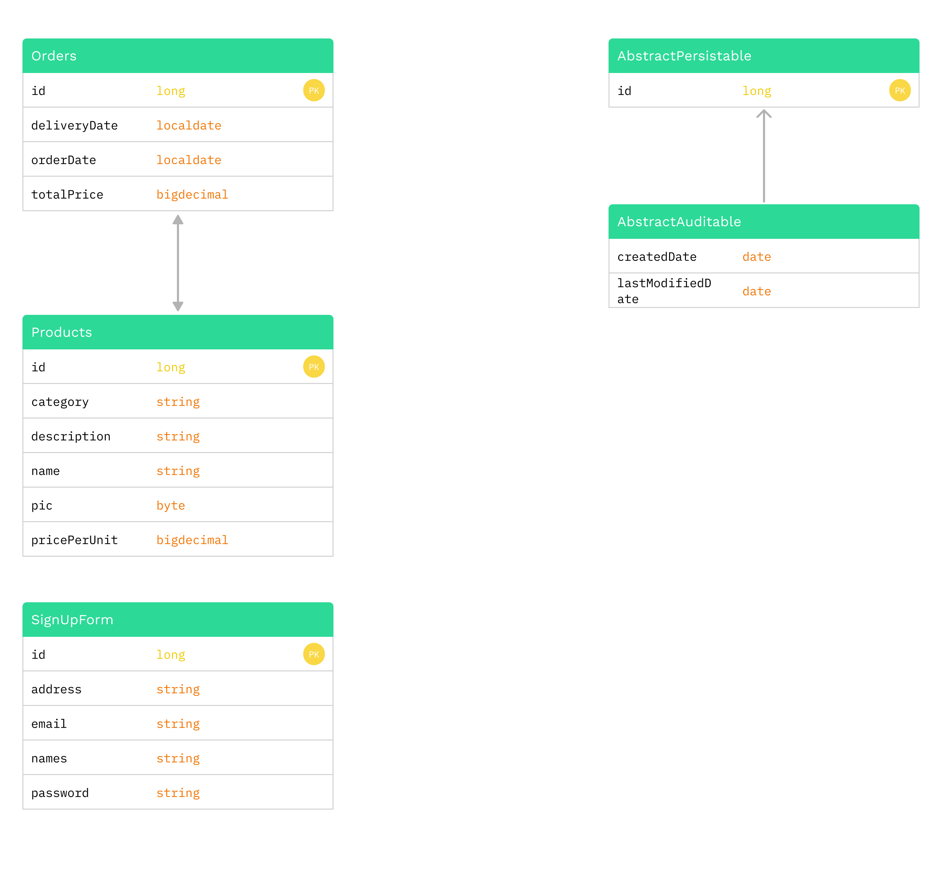 Orders
id long PK
deliveryDate localdate
orderDate localdate
totalPrice bigdecimal
Products
id long PK
category string
description string
name string
pic byte
pricePerUnit bigdecimal
SignUpForm
id long PK
address string
email string
names string
password string
AbstractPersistable
id long PK
AbstractAuditable
createdDate date
lastModifiedD
ate date